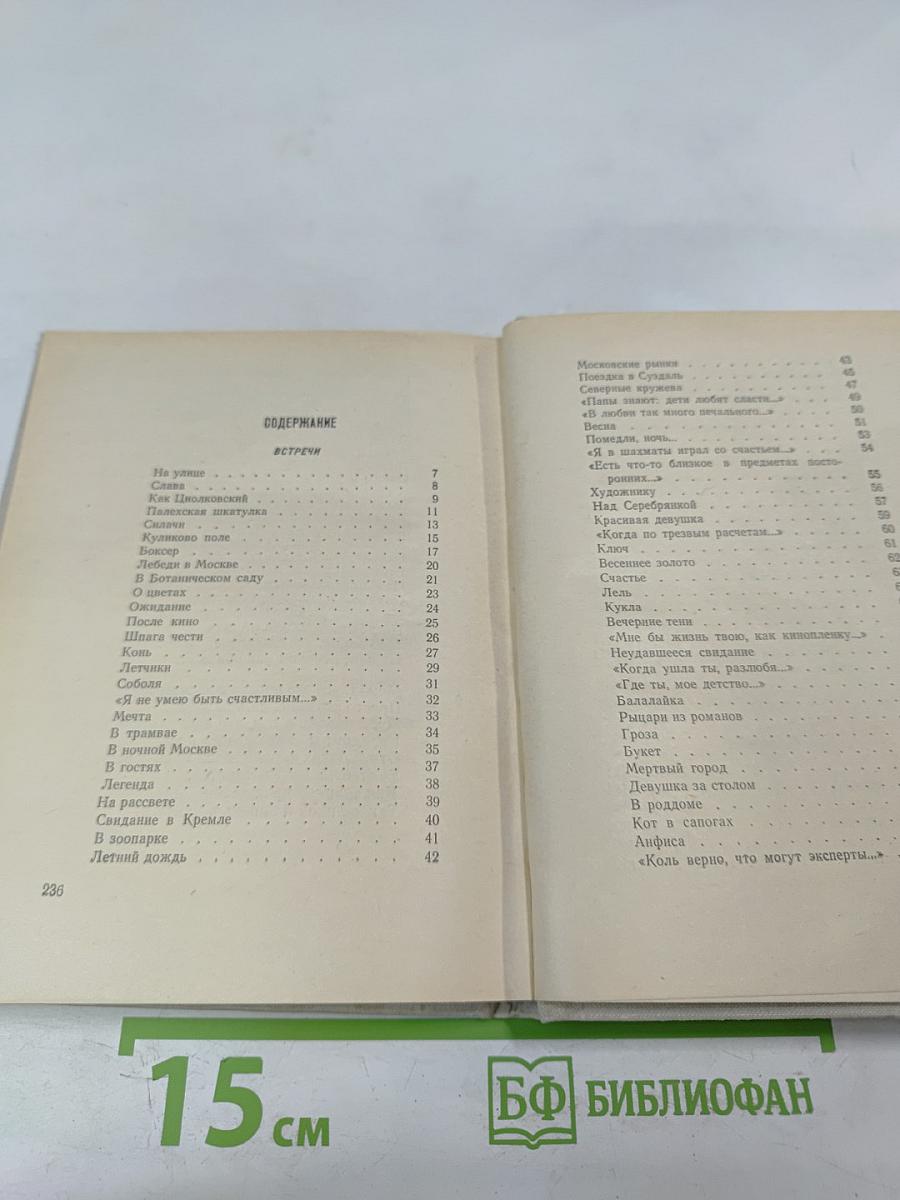 СОДЕРЖАНИЕ
ВСТРЕЧИ
На улице . . . . . . . . . . . . 7
Слава . . . . . . . . . . . . 8
Как Циолковский . . . . . . . . . . 9
Палехская шкатулка . . . . . . . . . 11
Силачи . . . . . . . . . . . . 13
Куликово поле . . . . . . . . . . 15
Боксер . . . . . . . . . . . . 17
Лебеди в Москве . . . . . . . . . . 20
В Ботаническом саду . . . . . . . . . 21
О цветах . . . . . . . . . . . . 23
Ожидание . . . . . . . . . . . . 24
После кино . . . . . . . . . . . 25
Шпага чести . . . . . . . . . . . 26
Конь . . . . . . . . . . . . . 27
Летчики . . . . . . . . . . . . 29
Соболя . . . . . . . . . . . . 31
«Я не умею быть счастливым...» . . . . . 32
Мечта . . . . . . . . . . . . . 33
В трамвае . . . . . . . . . . . . 34
В ночной Москве . . . . . . . . . . 35
В гостях . . . . . . . . . . . . 37
Легенда . . . . . . . . . . . . 38
На рассвете . . . . . . . . . . . 39
Свидание в Кремле . . . . . . . . . 40
В зоопарке . . . . . . . . . . . 41
Летний дождь . . . . . . . . . . . 42
236
Московские рынки . . . . . . . . . 43
Поездка в Суздаль . . . . . . . . . 45
Северные кружева . . . . . . . . . 47
«Папы знают: дети любят сласти...» . . . . 49
«В любви так много печального...» . . . . 50
Весна . . . . . . . . . . . . 51
Помедли, ночь... . . . . . . . . . . 53
«Я в шахматы играл со счастьем...» . . . 54
«Есть что-то близкое в предметах посто-
ронних...» . . . . . . . . . . . 55
Художнику . . . . . . . . . . . 56
Над Серебрянкой . . . . . . . . . . 57
Красивая девушка . . . . . . . . . 59
«Когда по трезвым расчетам...» . . . . . 60
Ключ . . . . . . . . . . . . . 61
Весеннее золото . . . . . . . . . . 62
Счастье . . . . . . . . . . . .
Лель . . . . . . . . . . . . .
Кукла . . . . . . . . . . . . .
Вечерние тени . . . . . . . . . . .
«Мне бы жизнь твою, как кинопленку...» .
Неудавшееся свидание . . . . . . . .
«Когда ушла ты, разлюбя...» . . . . . .
«Где ты, мое детство...» . . . . . . .
Балалайка . . . . . . . . . . . .
Рыцари из романов . . . . . . . . .
Гроза . . . . . . . . . . . . .
Букет . . . . . . . . . . . . .
Мертвый город . . . . . . . . . .
Девушка за столом . . . . . . . . .
В роддоме . . . . . . . . . . . .
Кот в сапогах . . . . . . . . . . .
Анфиса . . . . . . . . . . . . .
«Коль верно, что могут эксперты...» .
15 см
БФ БИБЛИОФАН